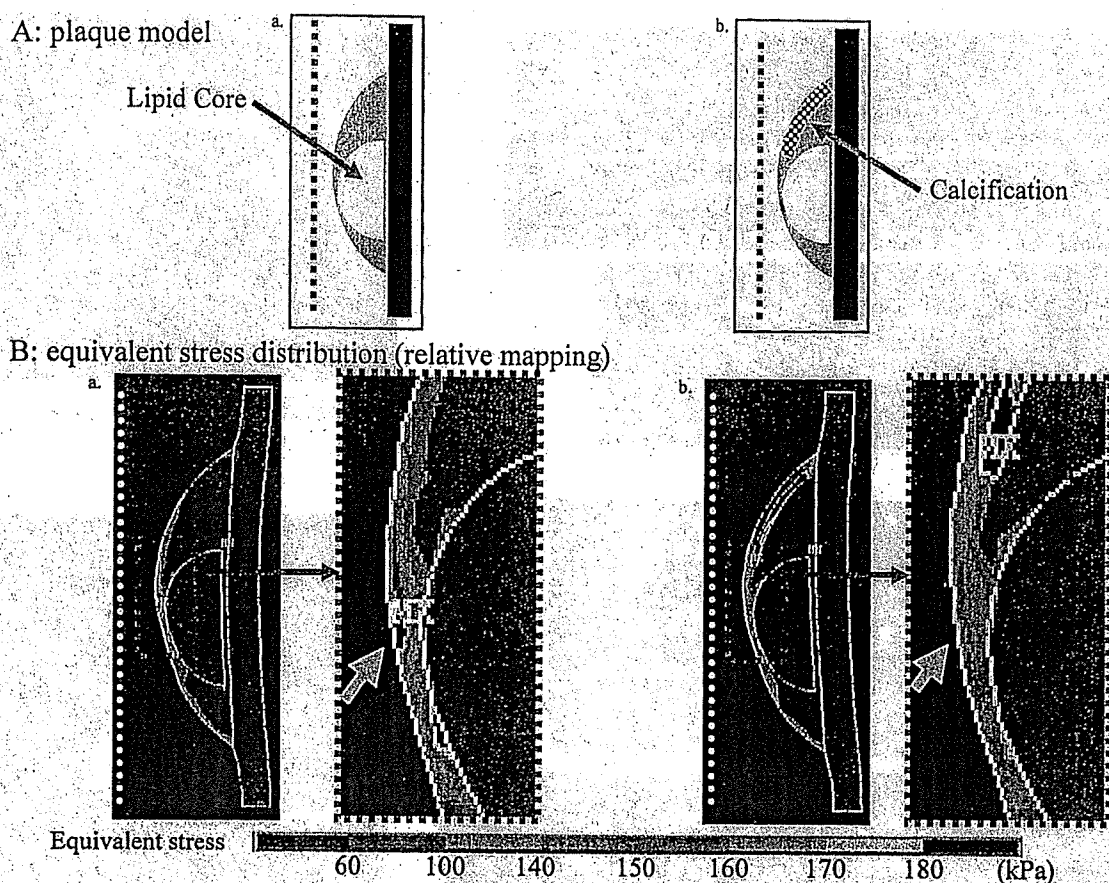 A: plaque model
a.
b.
Lipid Core
Calcification
B: equivalent stress distribution (relative mapping)
a.
b.
Equivalent stress
60 100 140 150 160 170 180 (kPa)